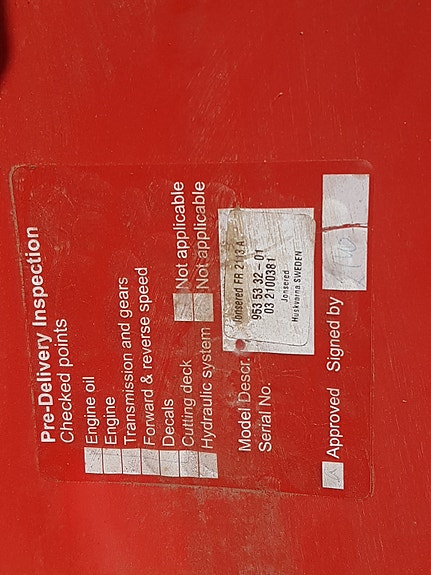 Pre-Delivery Inspection
Checked points
Engine oil
Engine
Transmission and gears
Forward & reverse speed
Decals
Cutting deck Not applicable
Hydraulic system Not applicable
Model Descr.
Serial No.
Jonsered FR 2113 A
953 53 32-01
03 2100381
Jonsered
Huskvarna SWEDEN
Approved Signed by